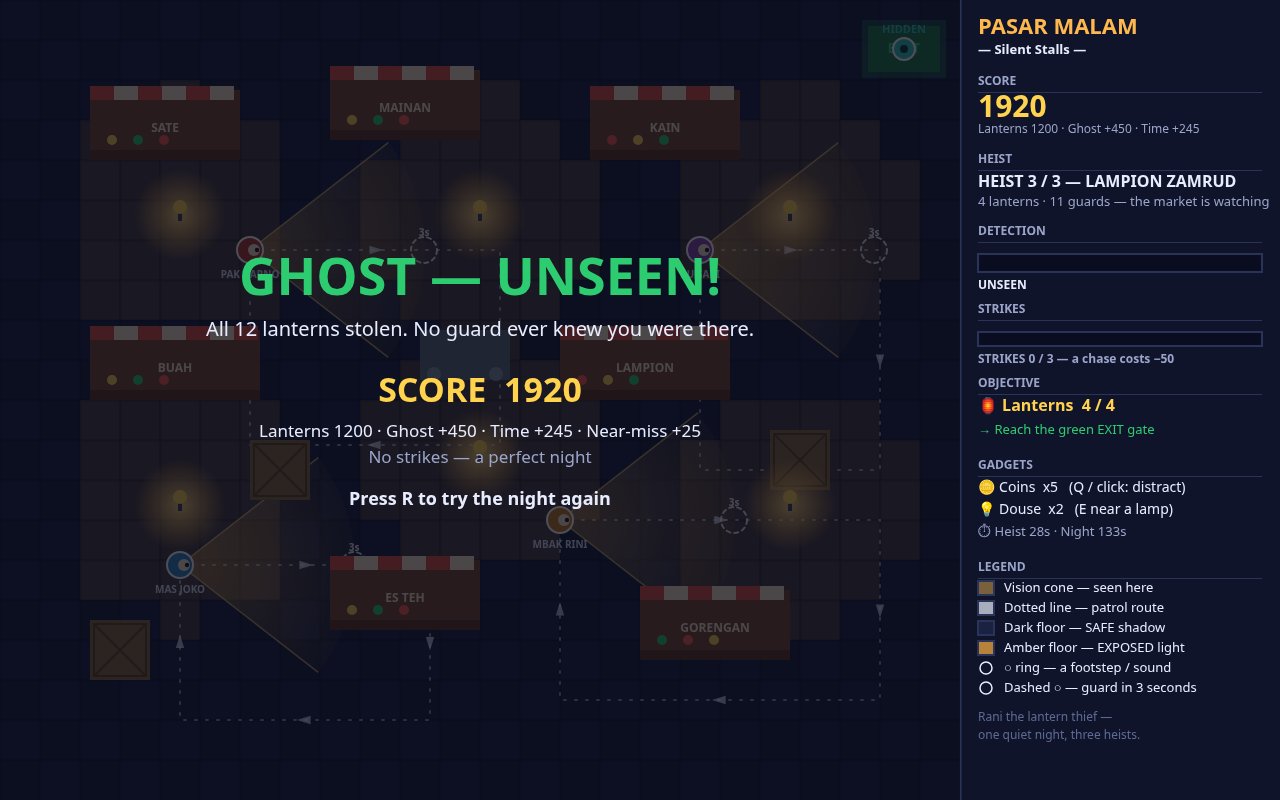 HIDDEN
MAINAN
SATE
KAIN
3s
3s
GHOST — UNSEEN!
All 12 lanterns stolen. No guard ever knew you were there.
BUAH
LAMPION
SCORE 1920
Lanterns 1200 · Ghost +450 · Time +245 · Near-miss +25
No strikes — a perfect night
Press R to try the night again
3s
MBAK RINI
3s
MAS JOKO
ES TEH
GORENGAN
PASAR MALAM
— Silent Stalls —
SCORE
1920
Lanterns 1200 · Ghost +450 · Time +245
HEIST
HEIST 3 / 3 — LAMPION ZAMRUD
4 lanterns · 11 guards — the market is watching
DETECTION
UNSEEN
STRIKES
STRIKES 0 / 3 — a chase costs −50
OBJECTIVE
Lanterns 4 / 4
→ Reach the green EXIT gate
GADGETS
Coins x5 (Q / click: distract)
Douse x2 (E near a lamp)
⏱ Heist 28s · Night 133s
LEGEND
Vision cone — seen here
Dotted line — patrol route
Dark floor — SAFE shadow
Amber floor — EXPOSED light
○ ring — a footstep / sound
Dashed ○ — guard in 3 seconds
Rani the lantern thief —
one quiet night, three heists.